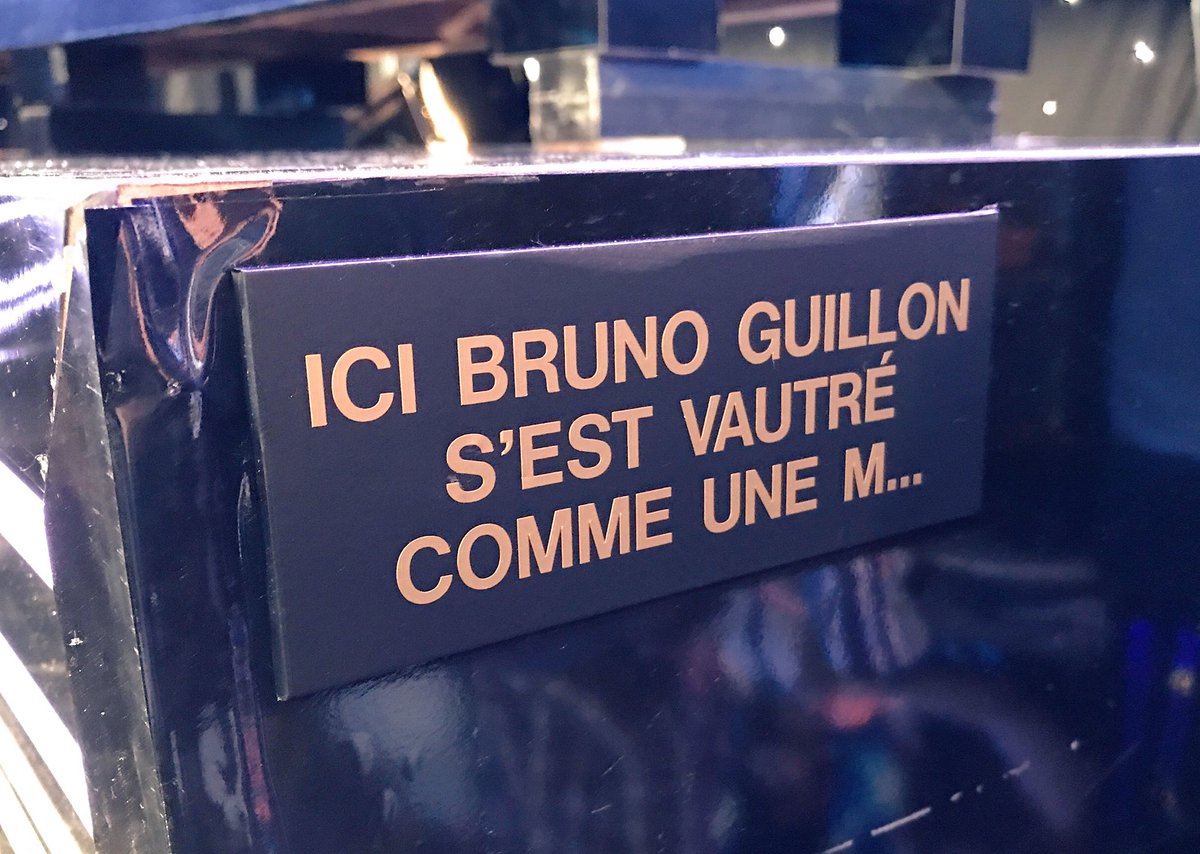 ICI BRUNO GUILLON
S’EST VAUTRÉ
COMME UNE M...